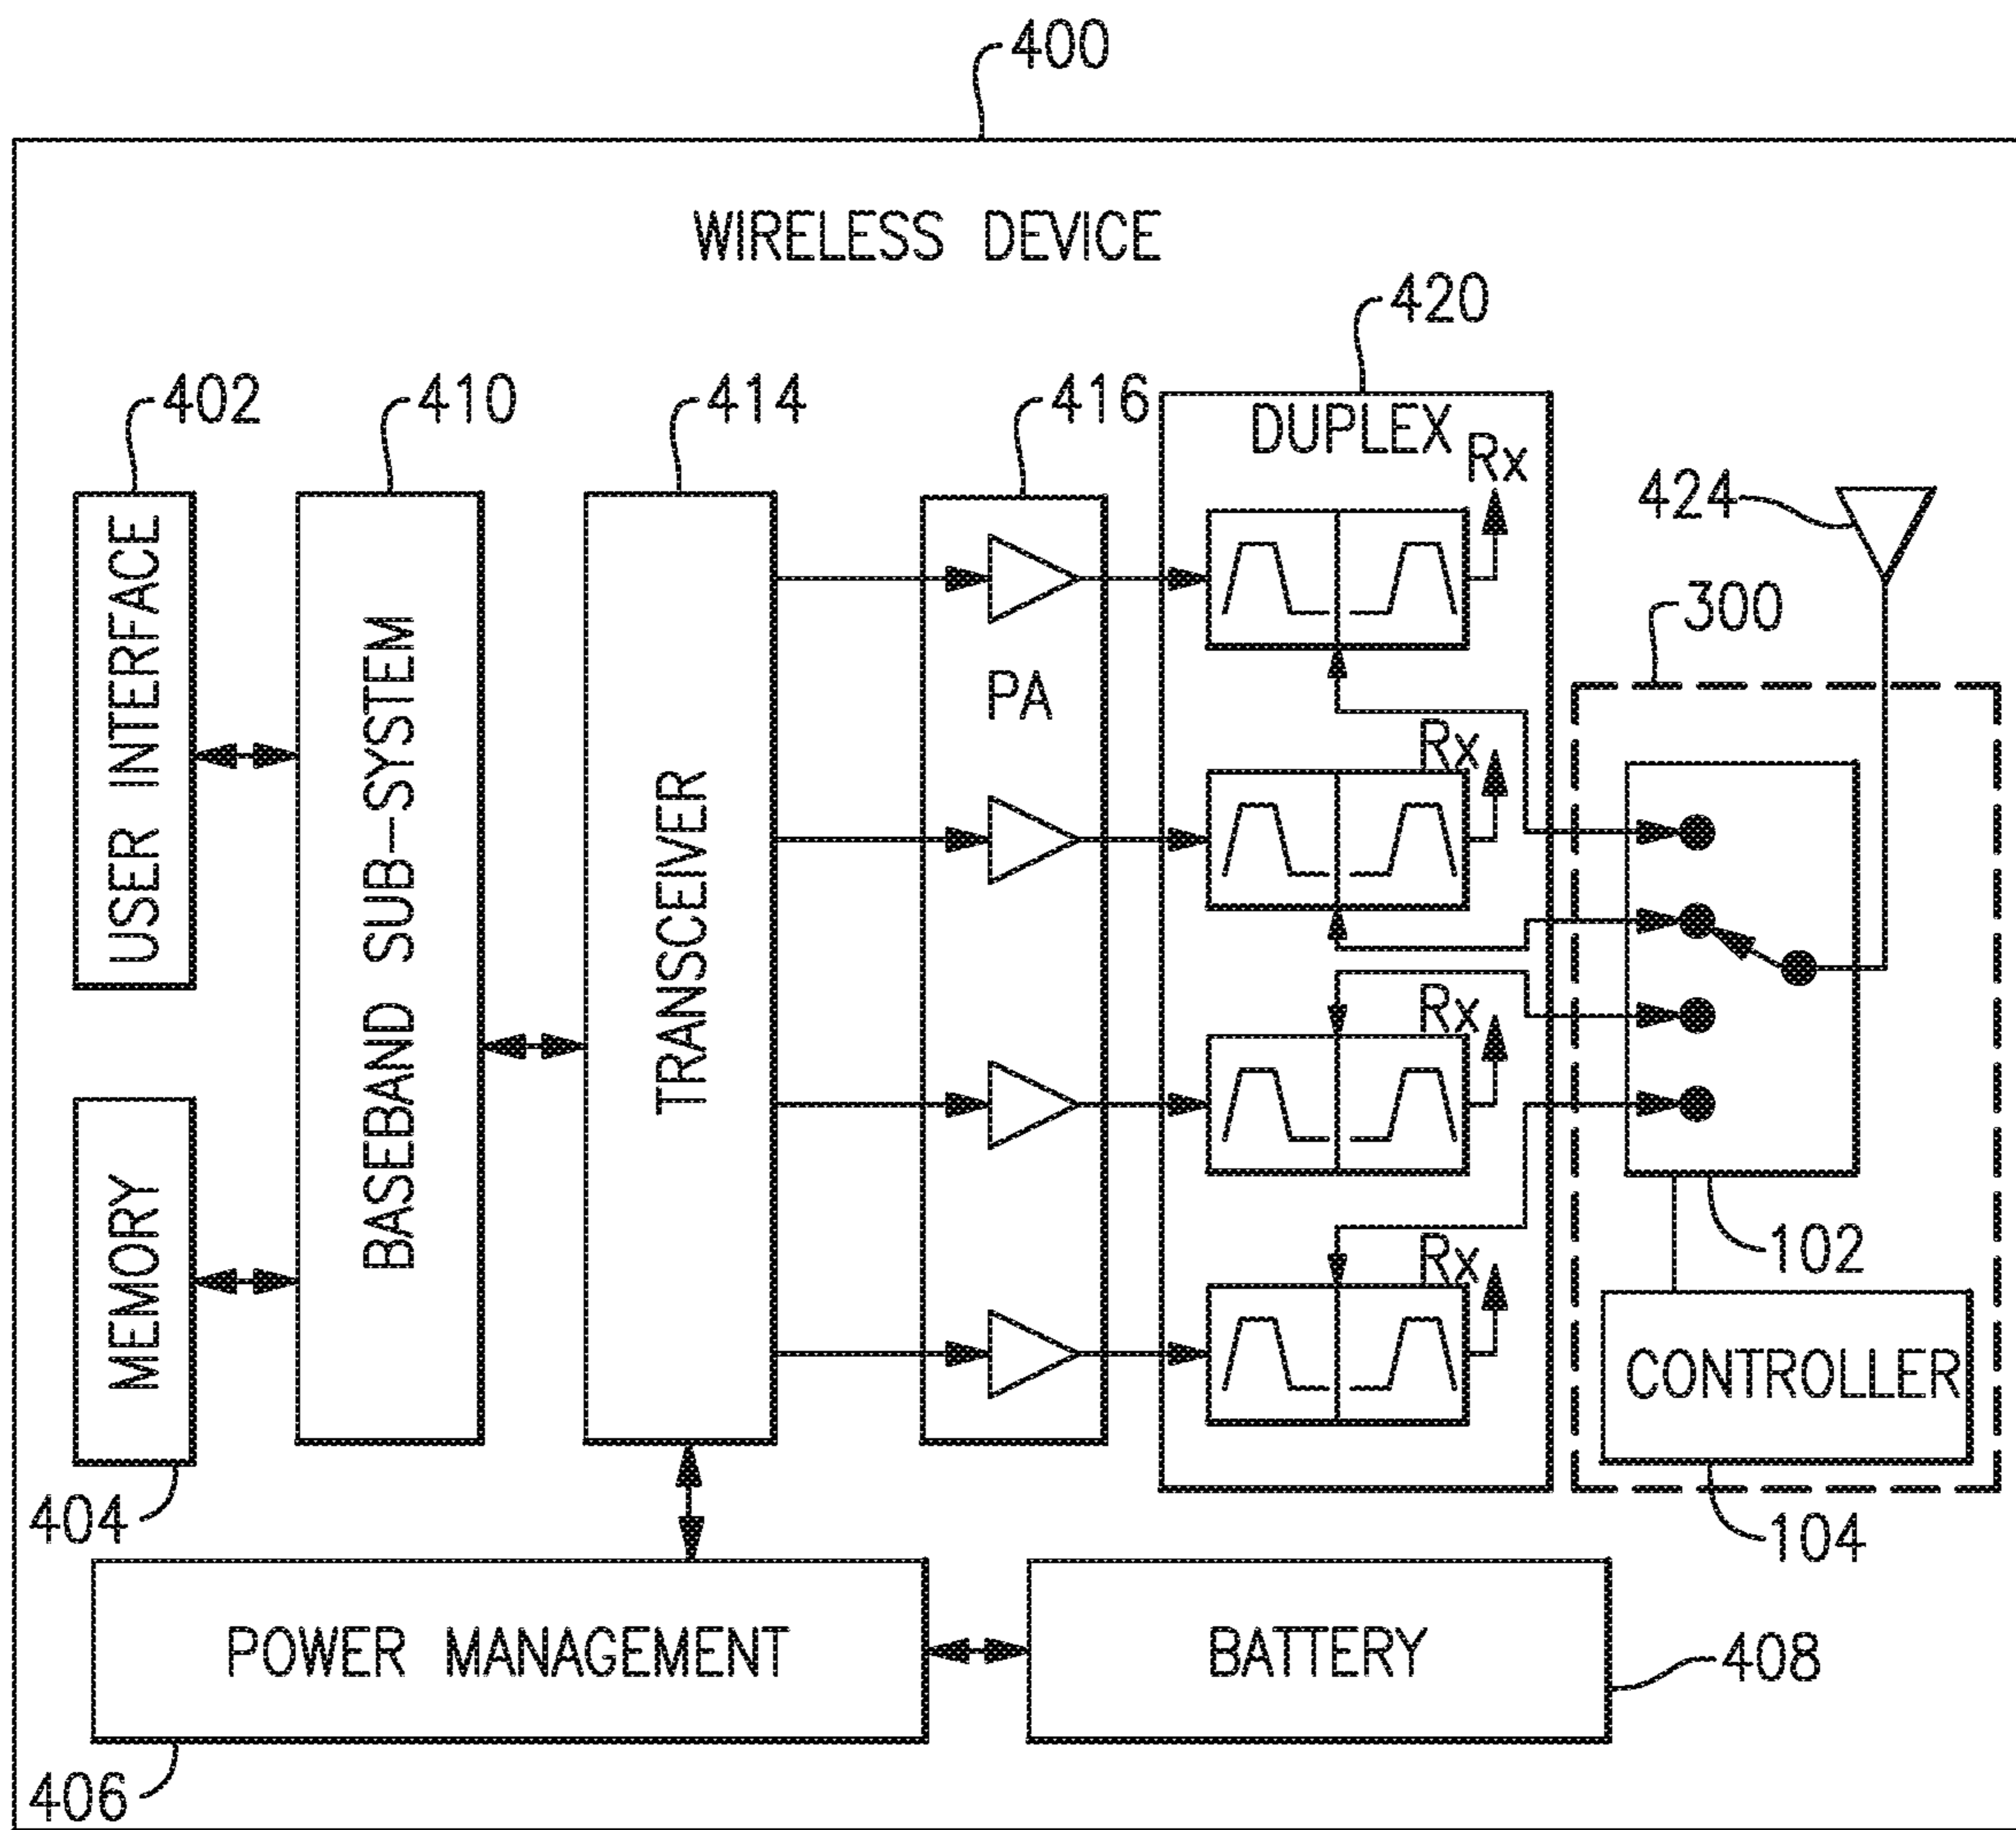 400
WIRELESS DEVICE
420
402
410
414
416
DUPLEX
Rx
424
300
USER INTERFACE
BASEBAND SUB-SYSTEM
TRANSCEIVER
PA
Rx
Rx
Rx
102
MEMORY
CONTROLLER
404
104
POWER MANAGEMENT
BATTERY
408
406